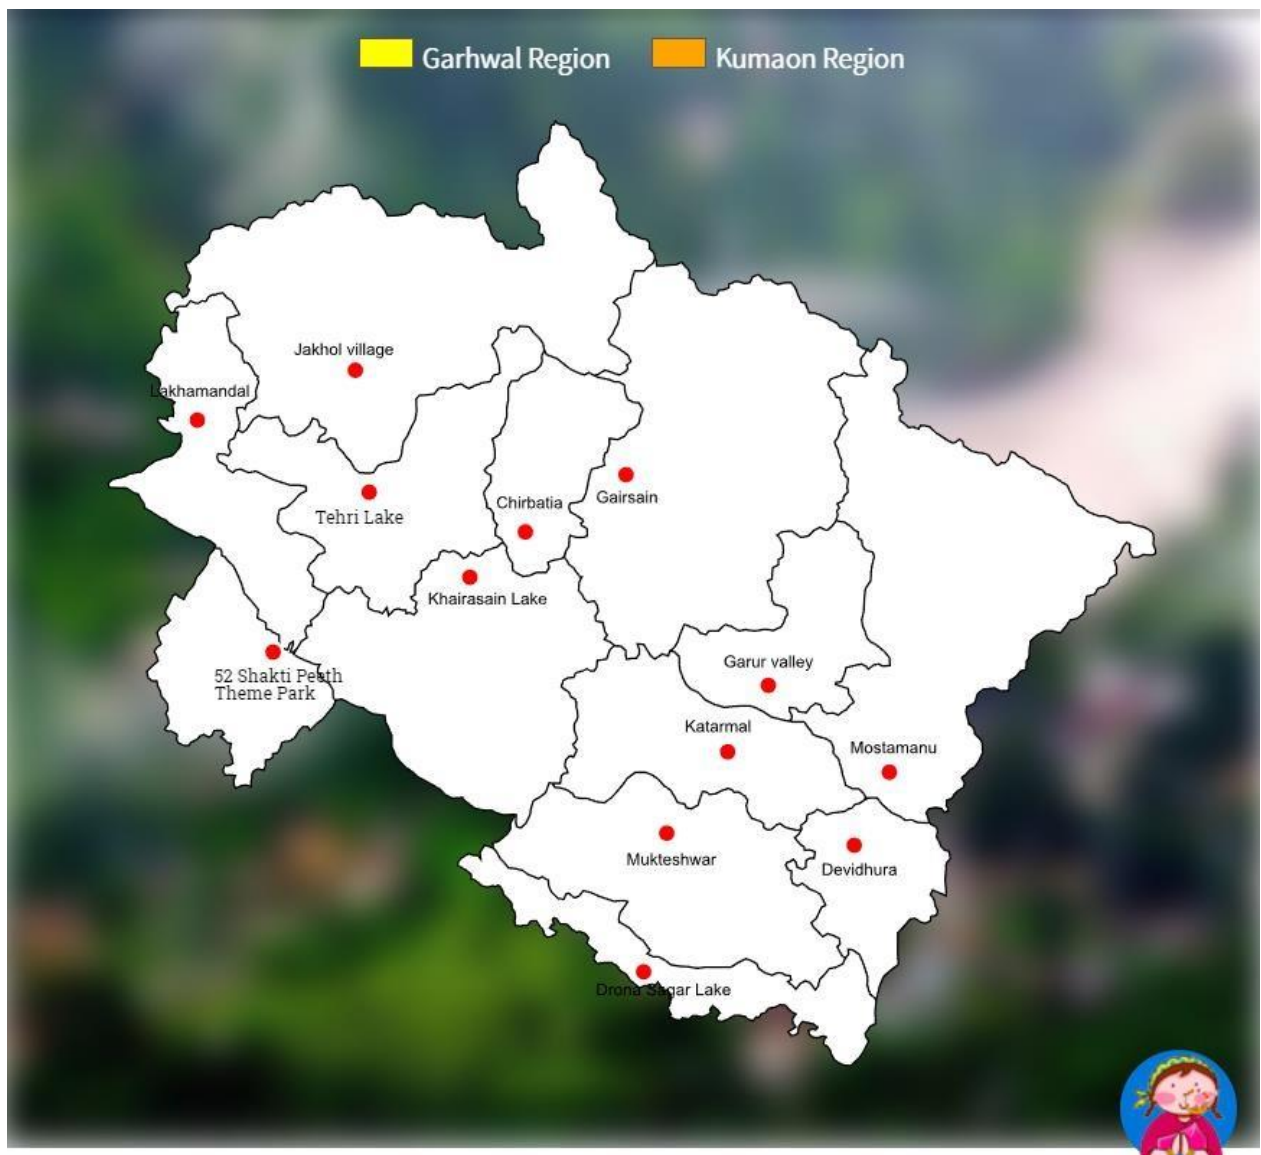 Garhwal Region
Kumaon Region
Jakhol village
Lakhamandal
Tehri Lake
Chirbatia
Gairsain
Khairasain Lake
52 Shakti Peeth
Theme Park
Garur valley
Katarmal
Mostamanu
Mukteshwar
Devidhura
Drona Sagar Lake